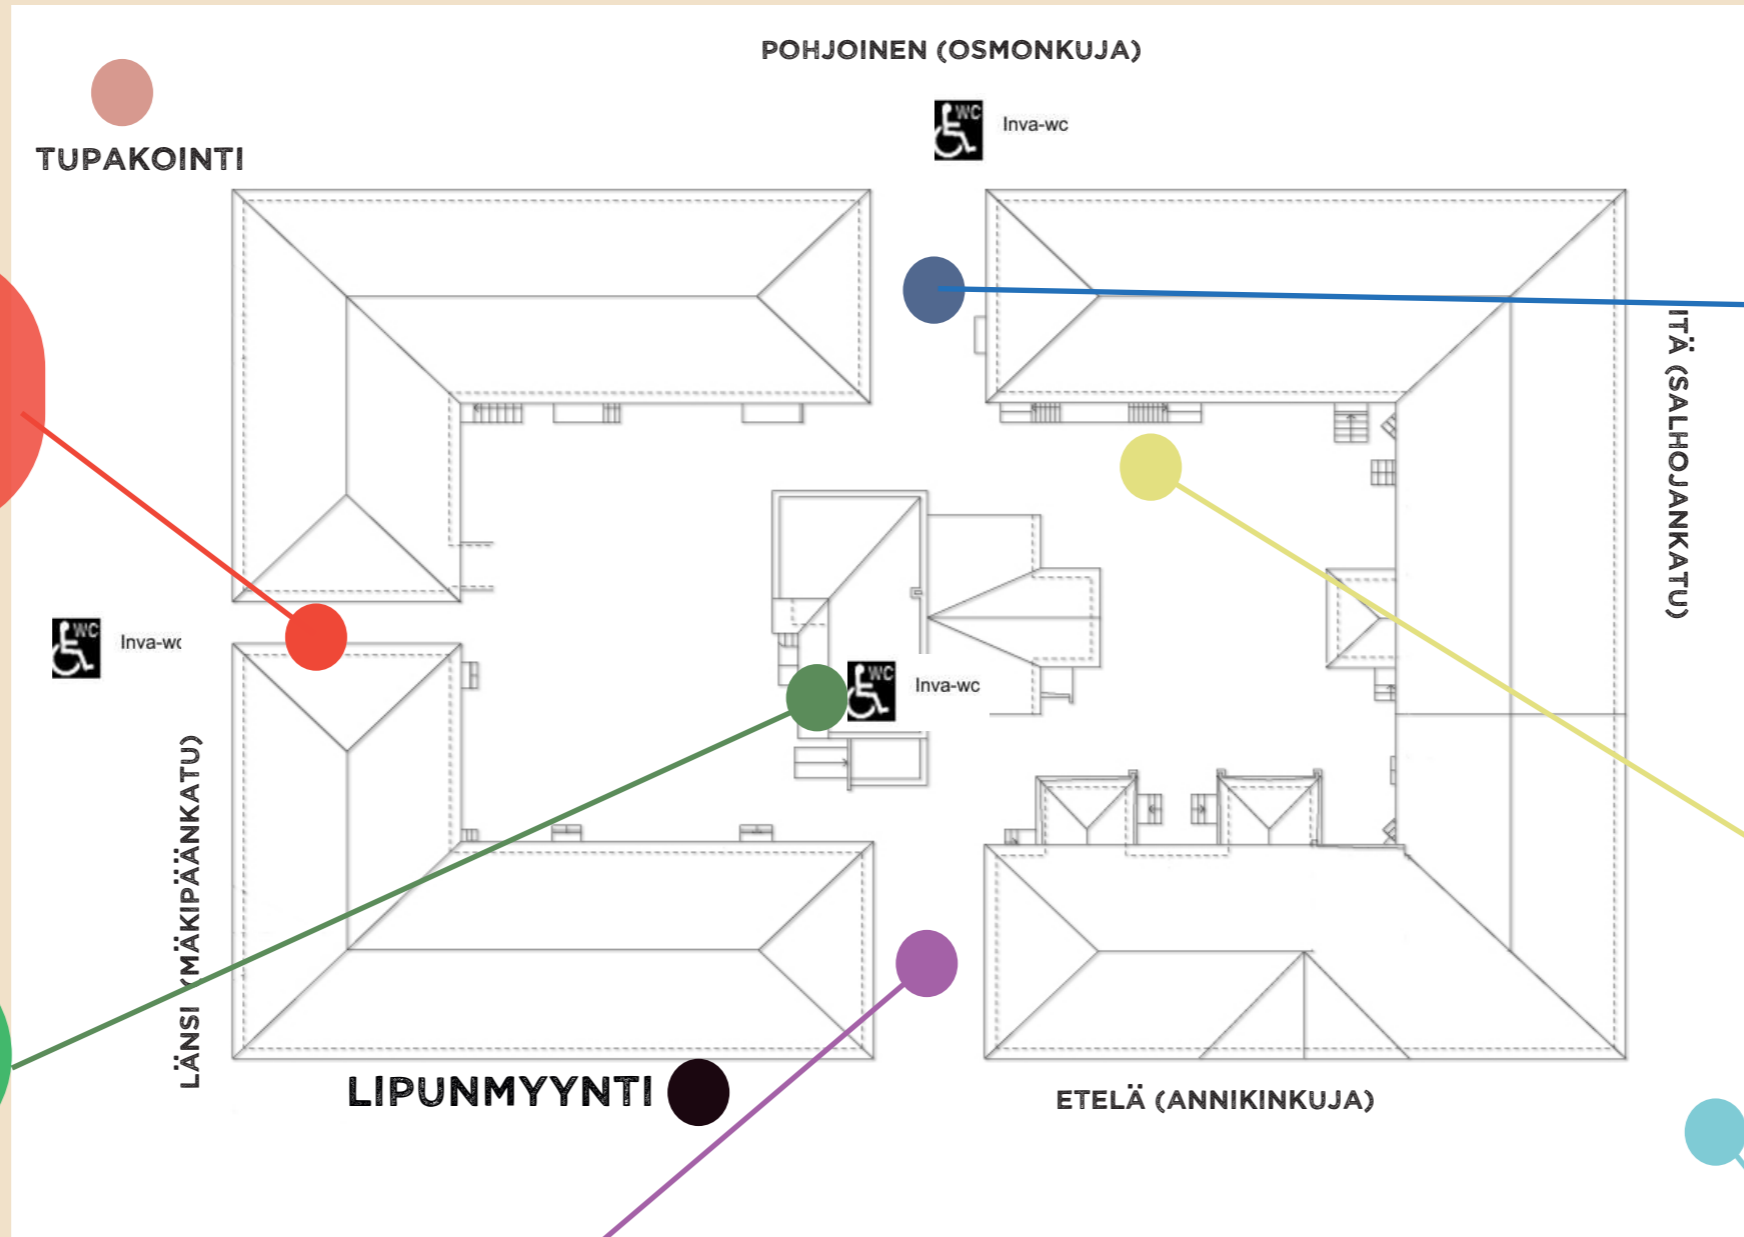 POHJOINEN (OSMONKUJA)
TUPAKOINTI
WC
Inva-wc
ITÄ (SALHOJANKATU)
WC
Inva-wc
WC
Inva-wc
LÄNSI (MÄKIPÄÄNKATU)
LIPUNMYYNTI
ETELÄ (ANNIKINKUJA)